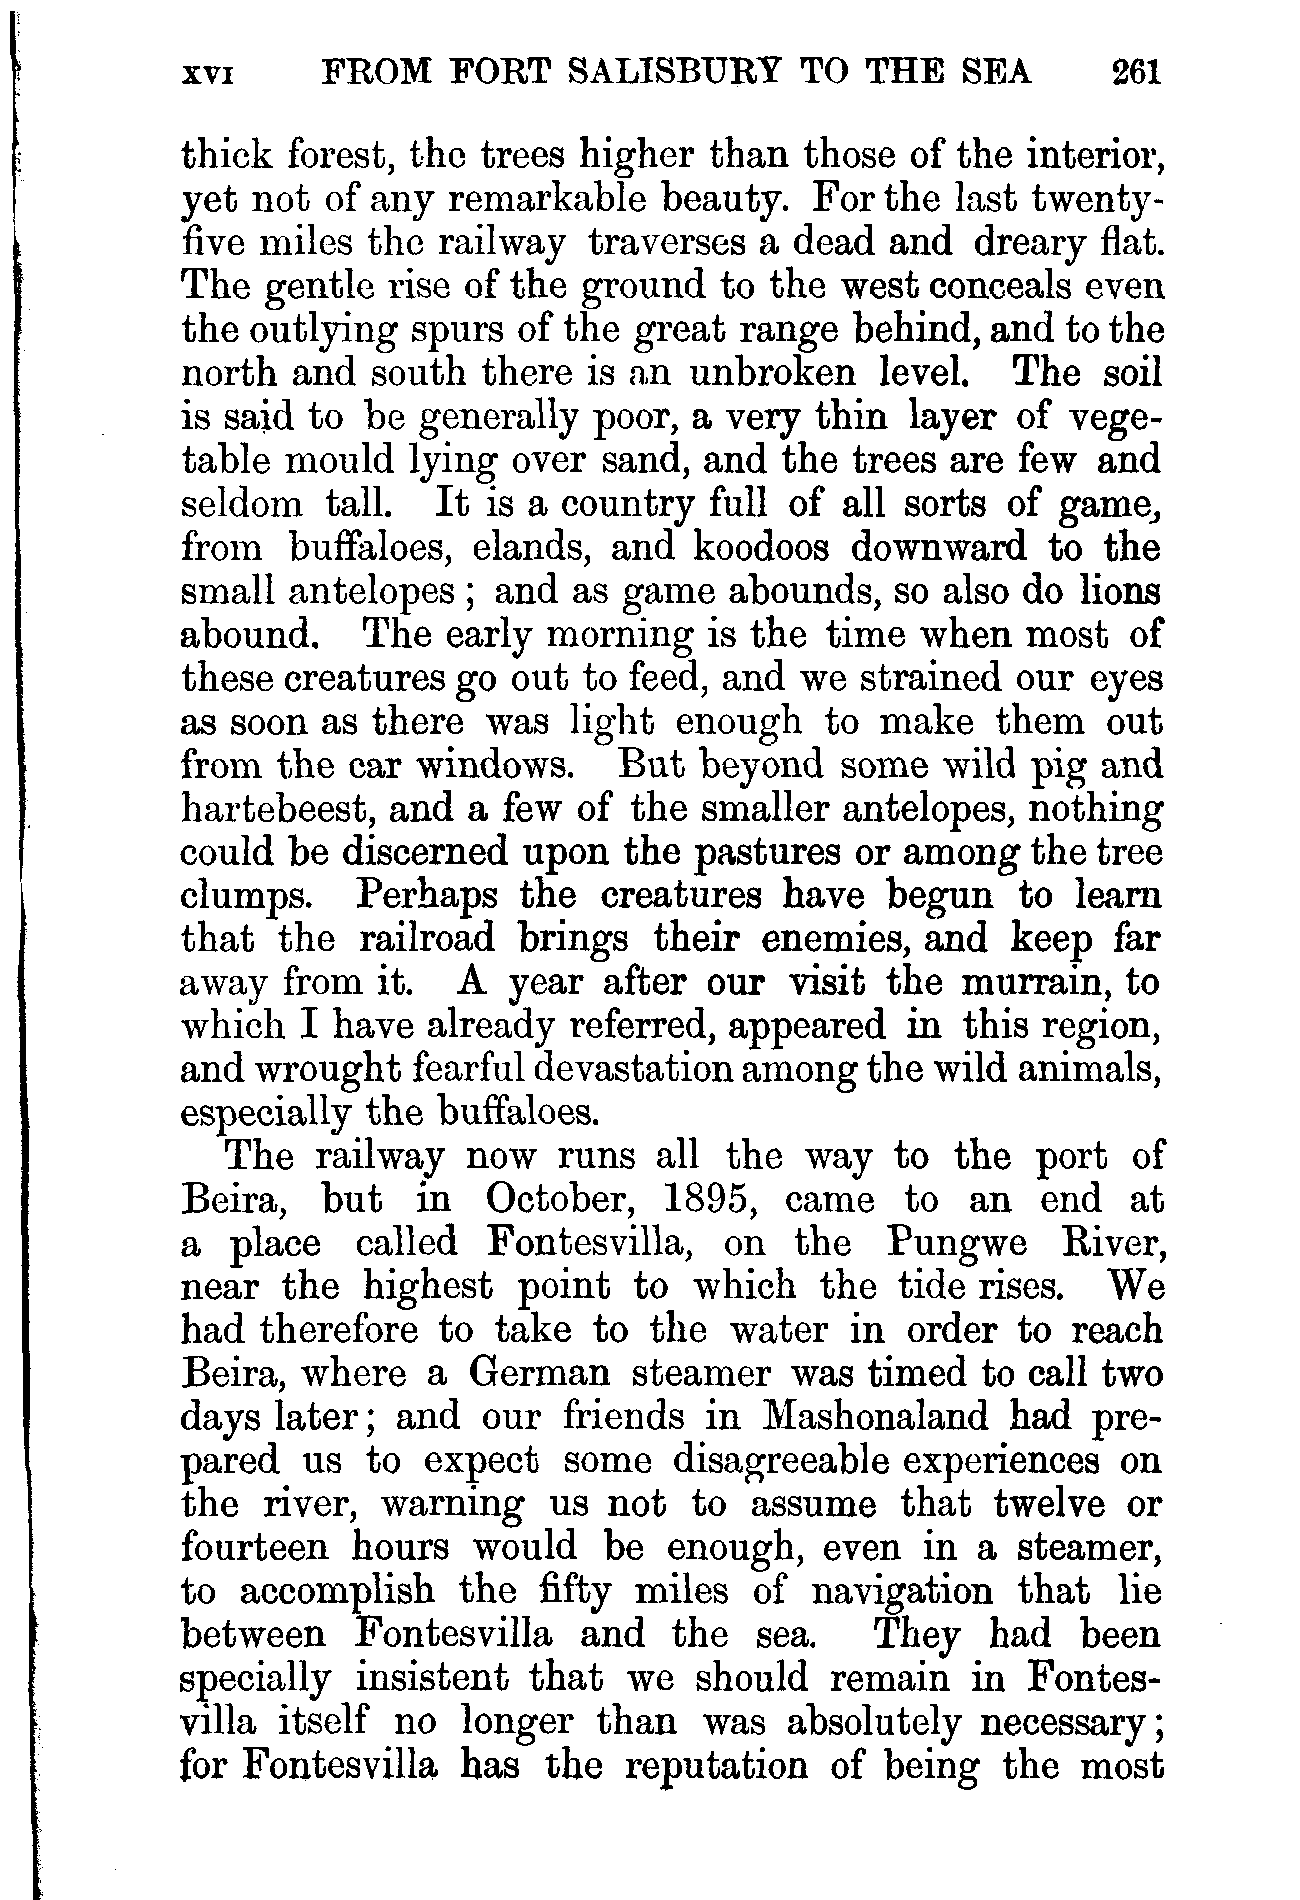 xvi FROM FORT SALISBURY TO THE SEA 261
thick forest, the trees higher than those of the interior,
yet not of any remarkable beauty. For the last twenty-
five miles the railway traverses a dead and dreary flat.
The gentle rise of the ground to the west conceals even
the outlying spurs of the great range behind, and to the
north and south there is an unbroken level. The soil
is said to be generally poor, a very thin layer of vege-
table mould lying over sand, and the trees are few and
seldom tall. It is a country full of all sorts of game,
from buffaloes, elands, and koodoos downward to the
small antelopes ; and as game abounds, so also do lions
abound. The early morning is the time when most of
these creatures go out to feed, and we strained our eyes
as soon as there was light enough to make them out
from the car windows. But beyond some wild pig and
hartebeest, and a few of the smaller antelopes, nothing
could be discerned upon the pastures or among the tree
clumps. Perhaps the creatures have begun to learn
that the railroad brings their enemies, and keep far
away from it. A year after our visit the murrain, to
which I have already referred, appeared in this region,
and wrought fearful devastation among the wild animals,
especially the buffaloes.
The railway now runs all the way to the port of
Beira, but in October, 1895, came to an end at
a place called Fontesvilla, on the Pungwe River,
near the highest point to which the tide rises. We
had therefore to take to the water in order to reach
Beira, where a German steamer was timed to call two
days later ; and our friends in Mashonaland had pre-
pared us to expect some disagreeable experiences on
the river, warning us not to assume that twelve or
fourteen hours would be enough, even in a steamer,
to accomplish the fifty miles of navigation that lie
between Fontesvilla and the sea. They had been
specially insistent that we should remain in Fontes-
villa itself no longer than was absolutely necessary ;
for Fontesvilla has the reputation of being the most